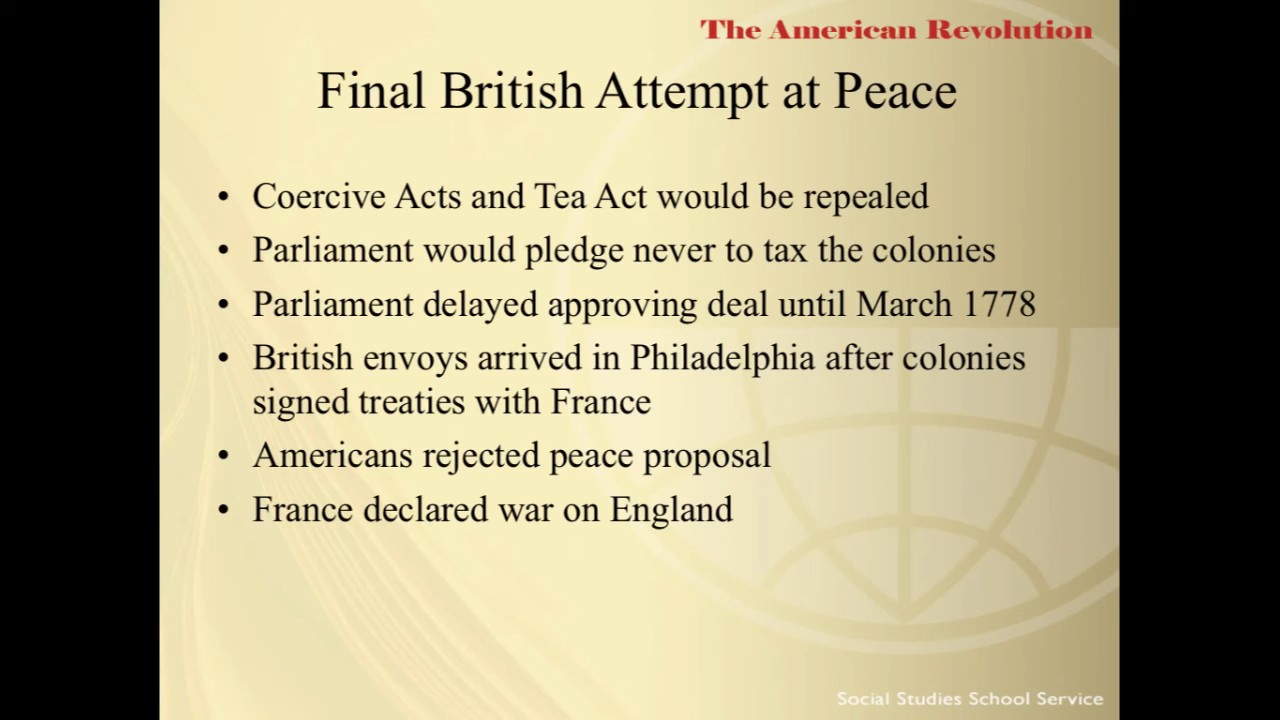 The American Revolution
Final British Attempt at Peace
• Coercive Acts and Tea Act would be repealed
• Parliament would pledge never to tax the colonies
• Parliament delayed approving deal until March 1778
• British envoys arrived in Philadelphia after colonies
signed treaties with France
• Americans rejected peace proposal
• France declared war on England
Social Studies School Service